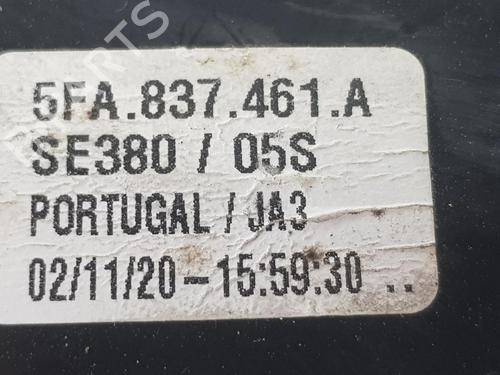 5FA.837.461.A
SE380 / 05S
PORTUGAL / JA3
02/11/20-15:59:30 ..